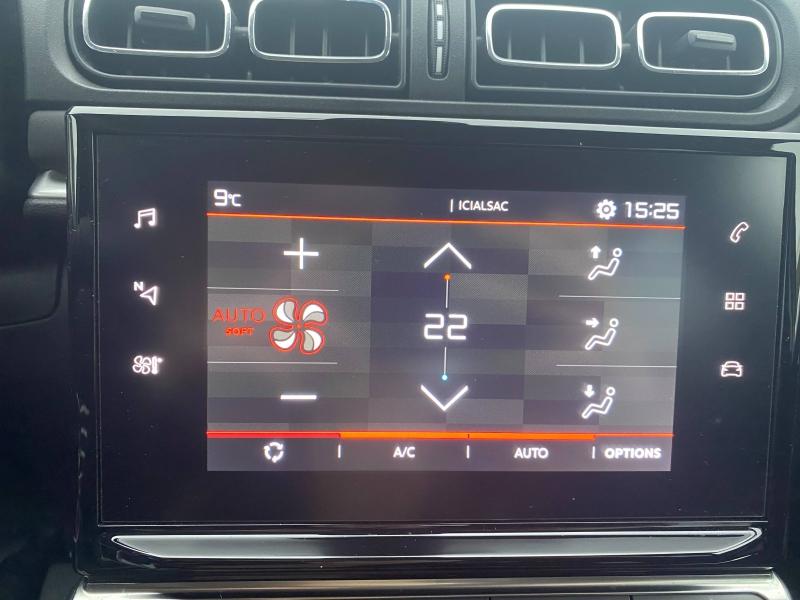 9°C
| ICIALSAC
15:25
N
AUTO
SOFT
22
A/C
AUTO
OPTIONS